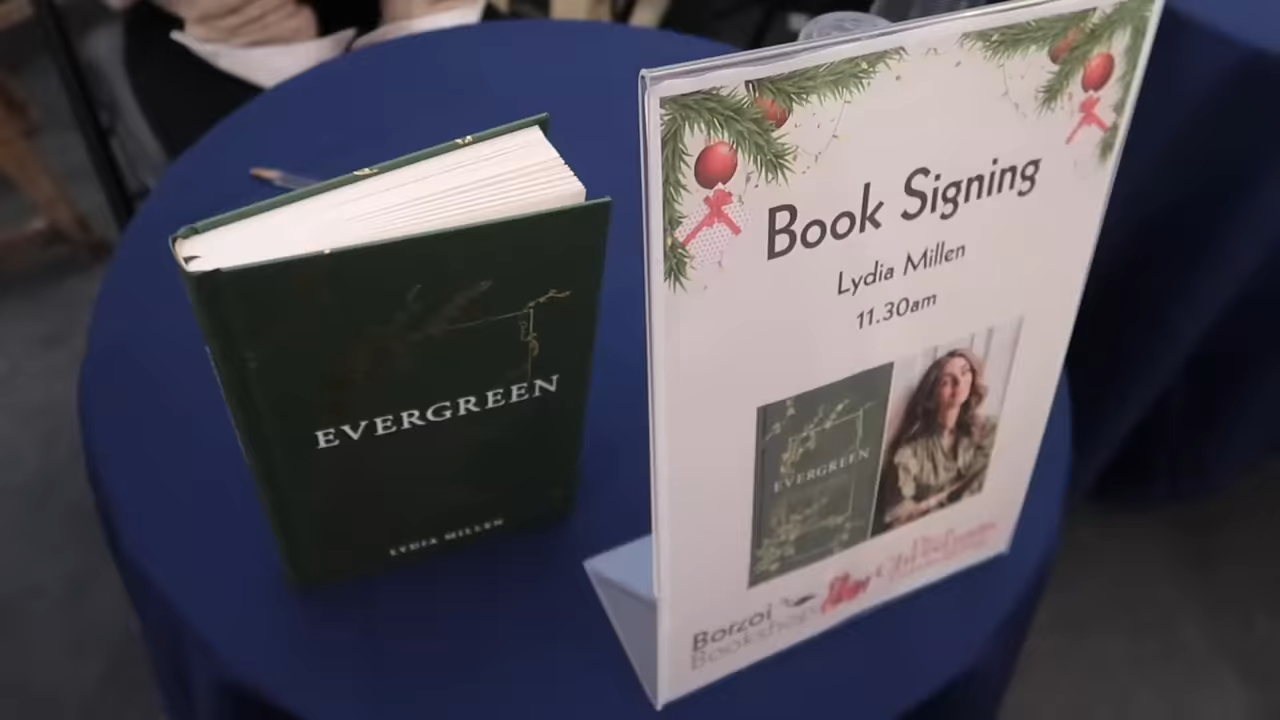 EVERGREEN
LYDIA MILLEN
Book Signing
Lydia Millen
11.30am
EVERGREEN
Borzoi
Bookshop